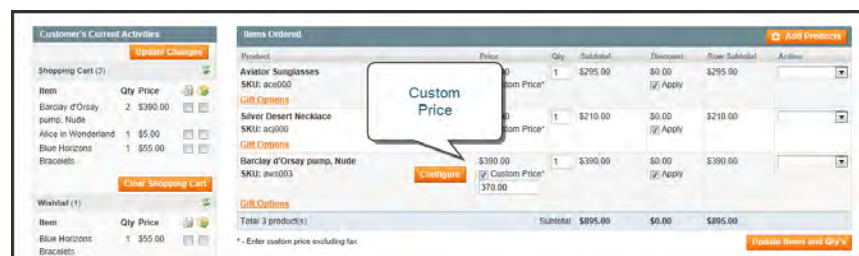 Customer's Current Activities
Update Changes
Shopping Cart (3)
Item Qty Price
Barclay d'Orsay pump, Nude 2 $390.00
Alice in Wonderland 1 $5.00
Blue Horizons Bracelets 1 $55.00
Clear Shopping Cart
Wishlist (1)
Item Qty Price
Blue Horizons Bracelets 1 $55.00
Items Ordered
Add Products
Product Price Qty Subtotal Discount Row Subtotal Action
Aviator Sunglasses 1 $295.00 $0.00 $295.00
SKU: ace000 Price* Apply
Gift Options
Silver Desert Necklace 1 $210.00 $0.00 $210.00
SKU: acj000 Price* Apply
Gift Options
Custom
Price
Barclay d'Orsay pump, Nude $390.00 1 $390.00 $0.00 $390.00
SKU: aws003 Configure Custom Price* Apply
370.00
Gift Options
Total 3 product(s) Subtotal $895.00 $0.00 $895.00
* - Enter custom price excluding tax
Update Items and Qty's